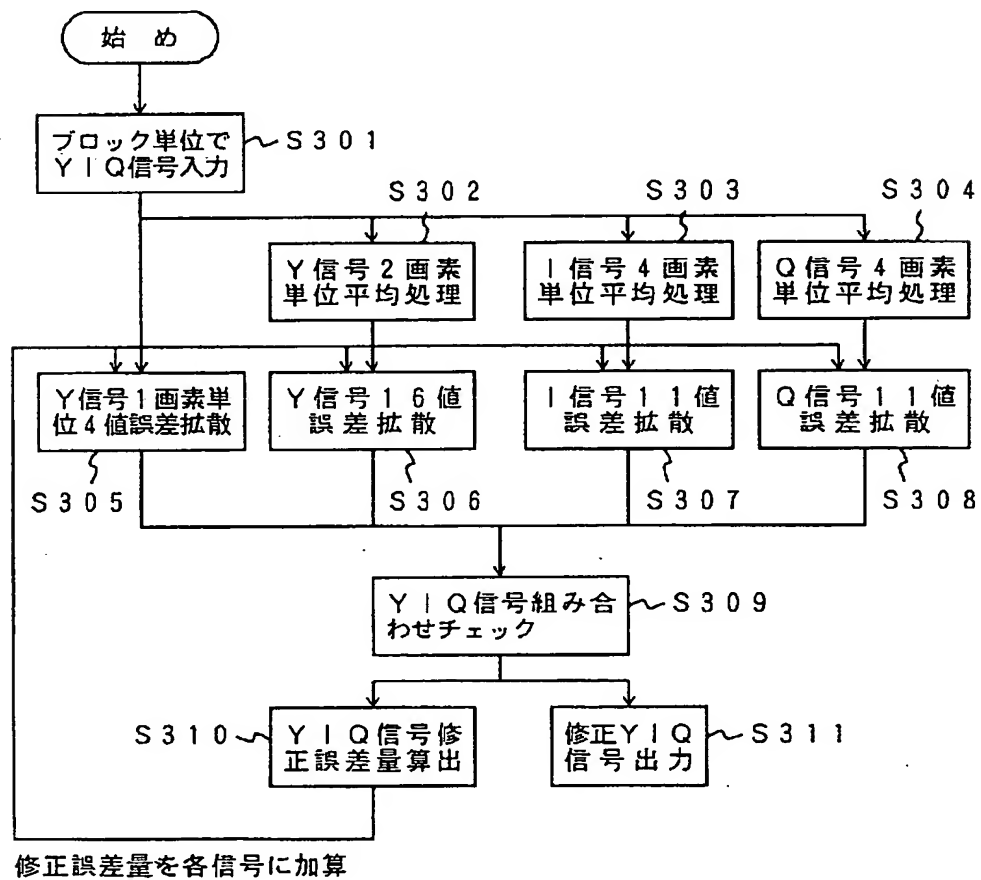 始め
ブロック単位で
YIQ信号入力
S301
S302
S303
S304
Y信号2画素
単位平均処理
I信号4画素
単位平均処理
Q信号4画素
単位平均処理
Y信号1画素単
位4値誤差拡散
Y信号16値
誤差拡散
I信号11値
誤差拡散
Q信号11値
誤差拡散
S305
S306
S307
S308
YIQ信号組み合
わせチェック
S309
S310
YIQ信号修
正誤差量算出
修正YIQ
信号出力
S311
修正誤差量を各信号に加算